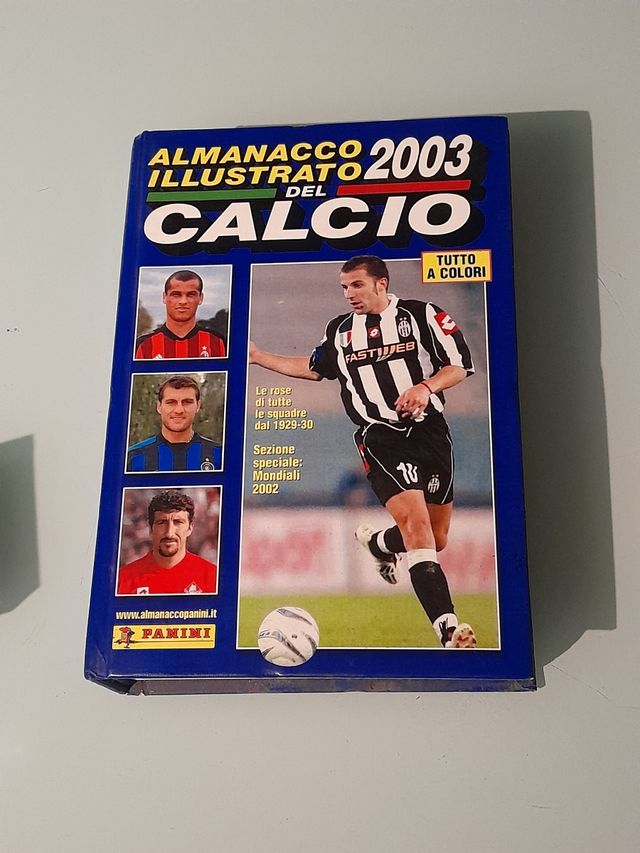 ALMANACCO
ILLUSTRATO 2003
DEL
CALCIO
TUTTO
A COLORI
FASTWEB
10
Le rose
di tutte
le squadre
dal 1929-30
Sezione
speciale:
Mondiali
2002
www.almanaccopanini.it
PANINI